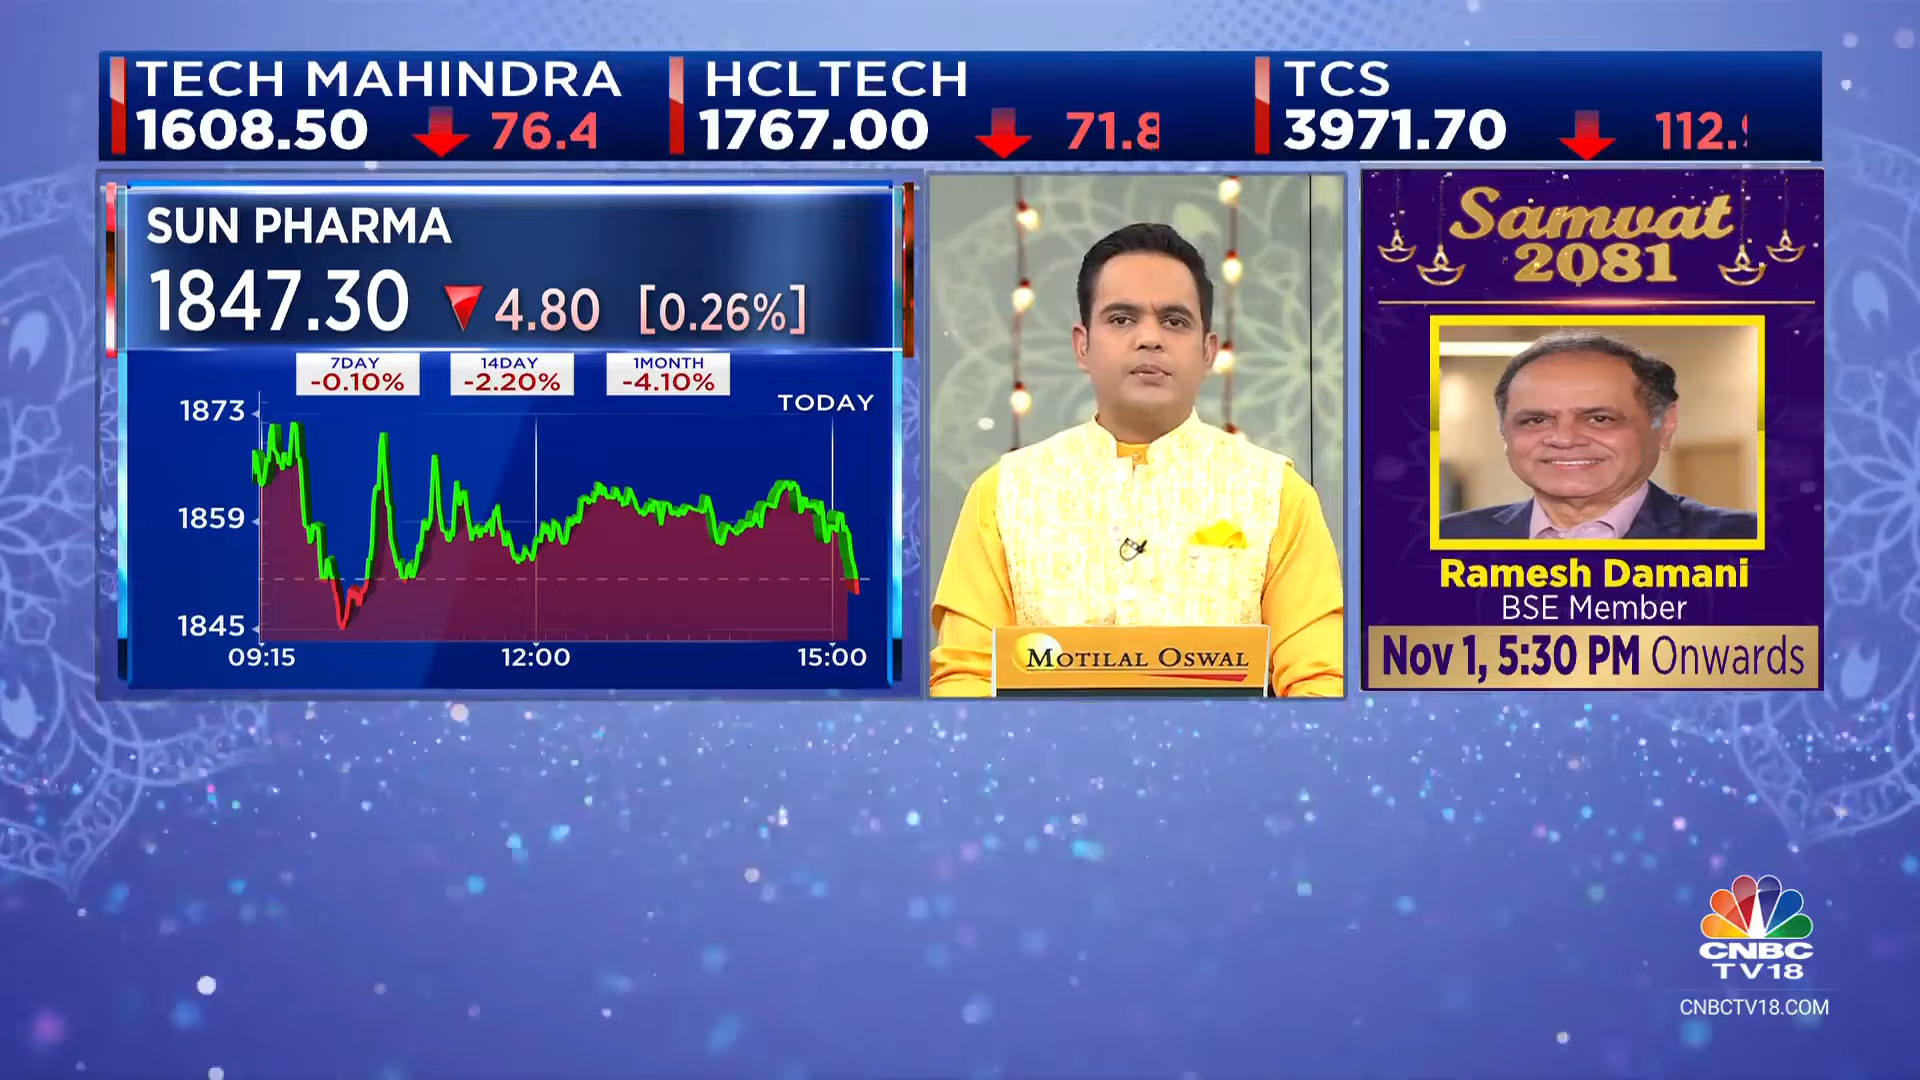 TECH MAHINDRA
1608.50 76.4
HCLTECH
1767.00 71.8
TCS
3971.70 112.
SUN PHARMA
1847.30 4.80 [0.26%]
7DAY
-0.10%
14DAY
-2.20%
1MONTH
-4.10%
TODAY
1873
1859
1845
09:15 12:00 15:00
MOTILAL OSWAL
Samvat
2081
Ramesh Damani
BSE Member
Nov 1, 5:30 PM Onwards
CNBC
TV18
CNBCTV18.COM